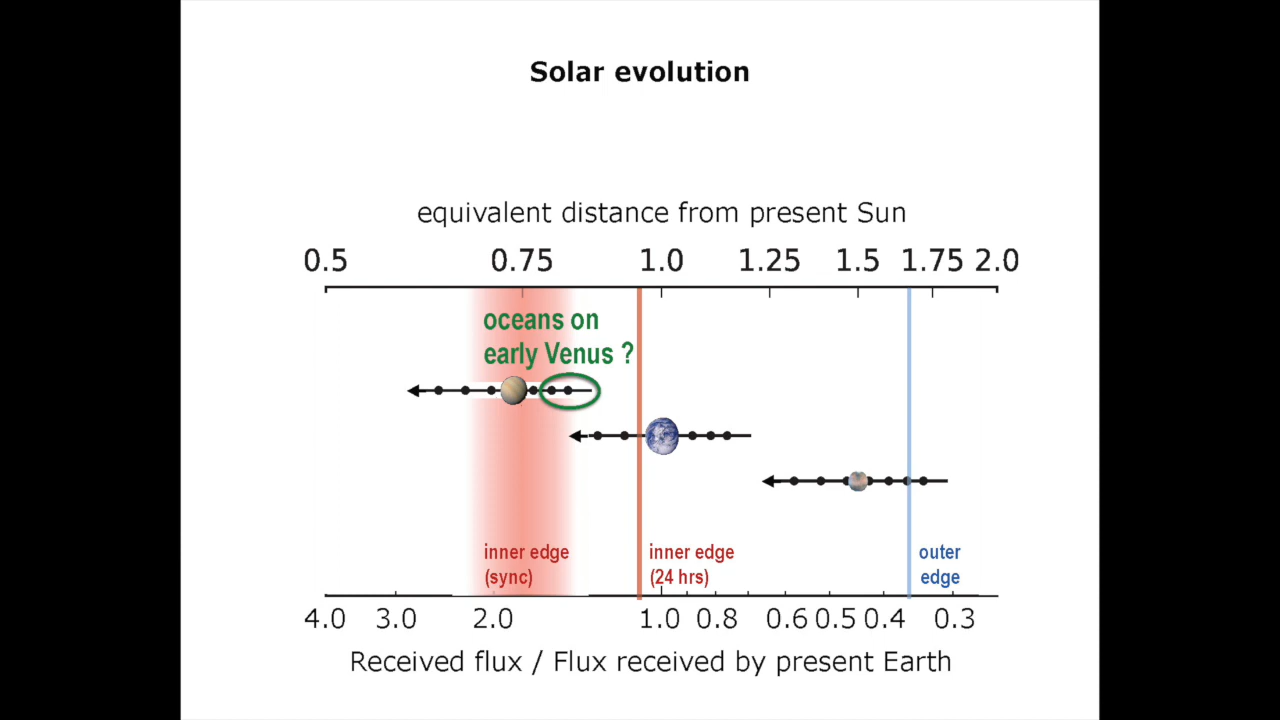 Solar evolution
equivalent distance from present Sun
0.5 0.75 1.0 1.25 1.5 1.75 2.0
oceans on
early Venus ?
inner edge
(sync)
inner edge
(24 hrs)
outer
edge
4.0 3.0 2.0 1.0 0.8 0.6 0.5 0.4 0.3
Received flux / Flux received by present Earth